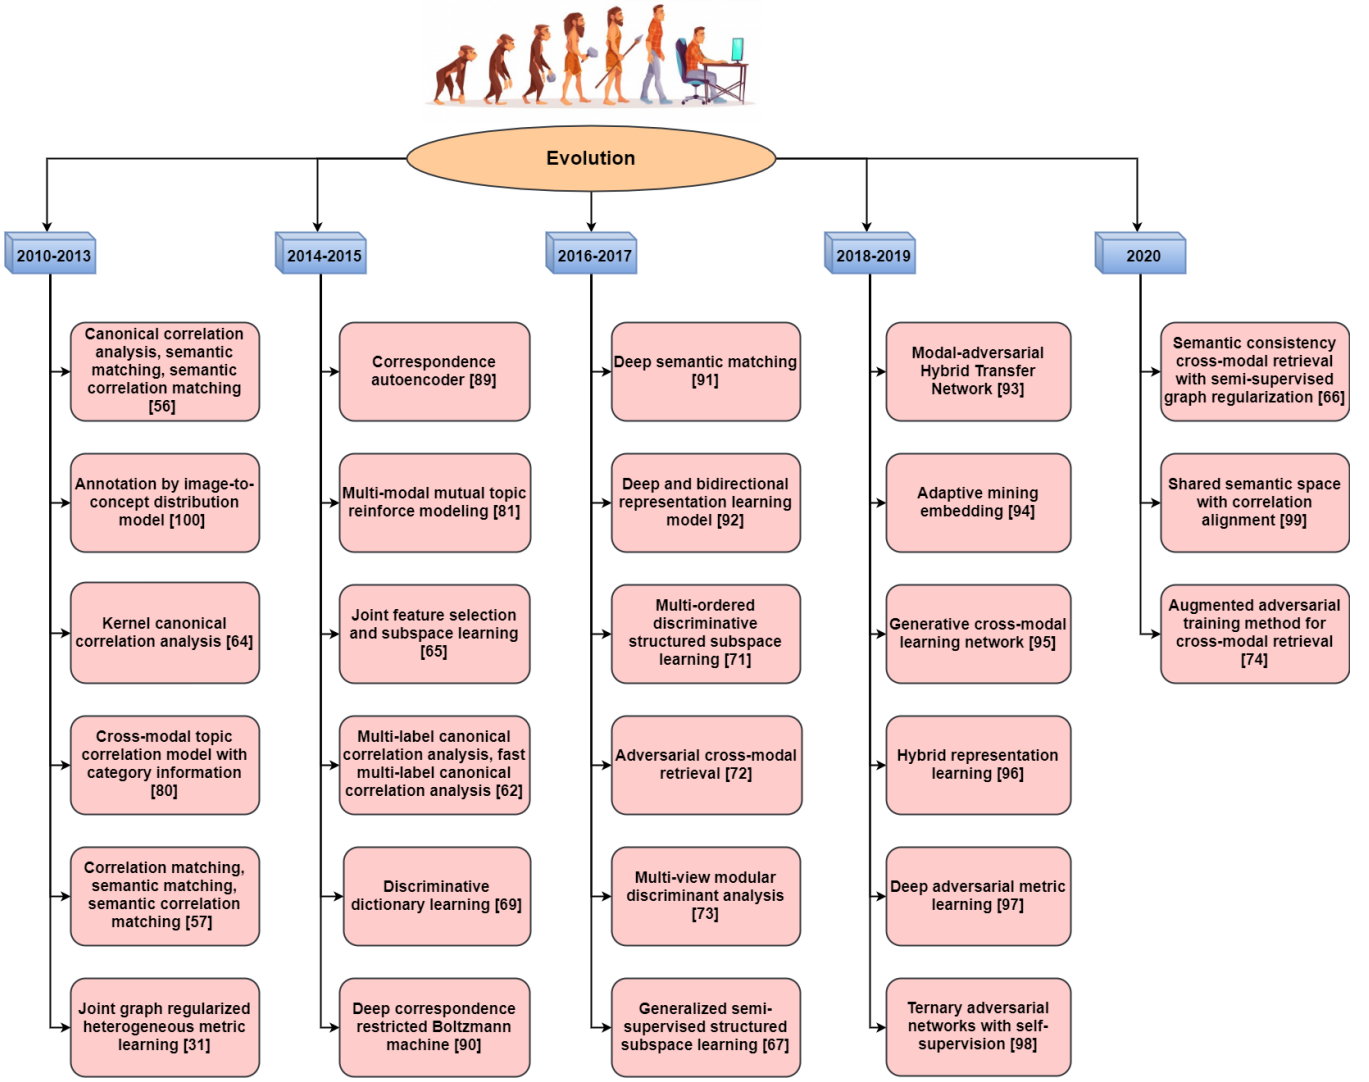 Evolution
2010-2013
Canonical correlation
analysis, semantic
matching, semantic
correlation matching
[56]
Annotation by image-to-
concept distribution
model [100]
Kernel canonical
correlation analysis [64]
Cross-modal topic
correlation model with
category information
[80]
Correlation matching,
semantic matching,
semantic correlation
matching [57]
Joint graph regularized
heterogeneous metric
learning [31]
2014-2015
Correspondence
autoencoder [89]
Multi-modal mutual topic
reinforce modeling [81]
Joint feature selection
and subspace learning
[65]
Multi-label canonical
correlation analysis, fast
multi-label canonical
correlation analysis [62]
Discriminative
dictionary learning [69]
Deep correspondence
restricted Boltzmann
machine [90]
2016-2017
Deep semantic matching
[91]
Deep and bidirectional
representation learning
model [92]
Multi-ordered
discriminative
structured subspace
learning [71]
Adversarial cross-modal
retrieval [72]
Multi-view modular
discriminant analysis
[73]
Generalized semi-
supervised structured
subspace learning [67]
2018-2019
Modal-adversarial
Hybrid Transfer
Network [93]
Adaptive mining
embedding [94]
Generative cross-modal
learning network [95]
Hybrid representation
learning [96]
Deep adversarial metric
learning [97]
Ternary adversarial
networks with self-
supervision [98]
2020
Semantic consistency
cross-modal retrieval
with semi-supervised
graph regularization [66]
Shared semantic space
with correlation
alignment [99]
Augmented adversarial
training method for
cross-modal retrieval
[74]